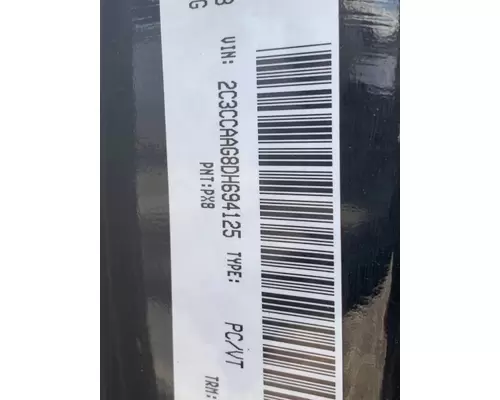 VIN: 2C3CCAAG8DH694125 TYPE: PC/VT
PNT:PX8 TRM: